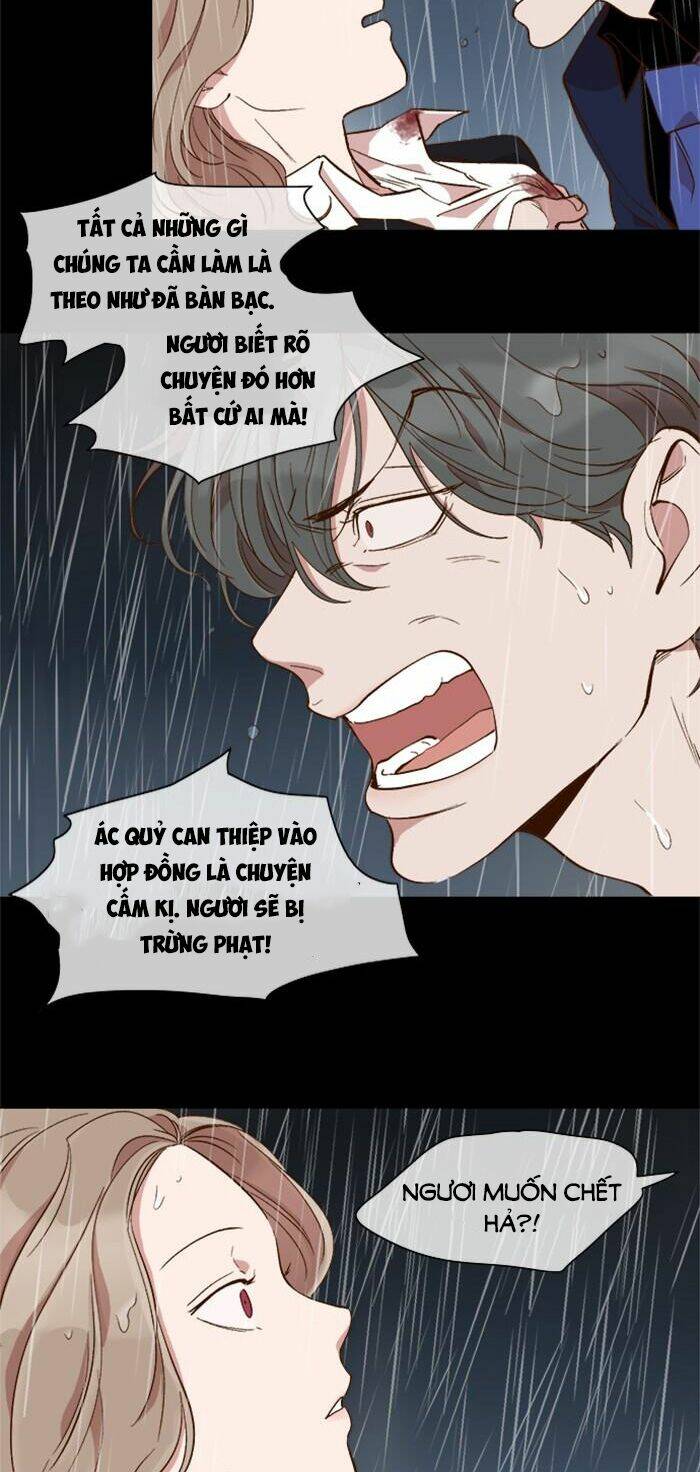 TẤT CẢ NHỮNG GÌ
CHÚNG TA CẦN LÀM LÀ
THEO NHƯ ĐÃ BÀN BẠC.
NGƯƠI BIẾT RÕ
CHUYỆN ĐÓ HƠN
BẤT CỨ AI MÀ!
ÁC QUỶ CAN THIỆP VÀO
HỢP ĐỒNG LÀ CHUYỆN
CẤM KỊ. NGƯƠI SẼ BỊ
TRỪNG PHẠT!
NGƯƠI MUỐN CHẾT
HẢ?!